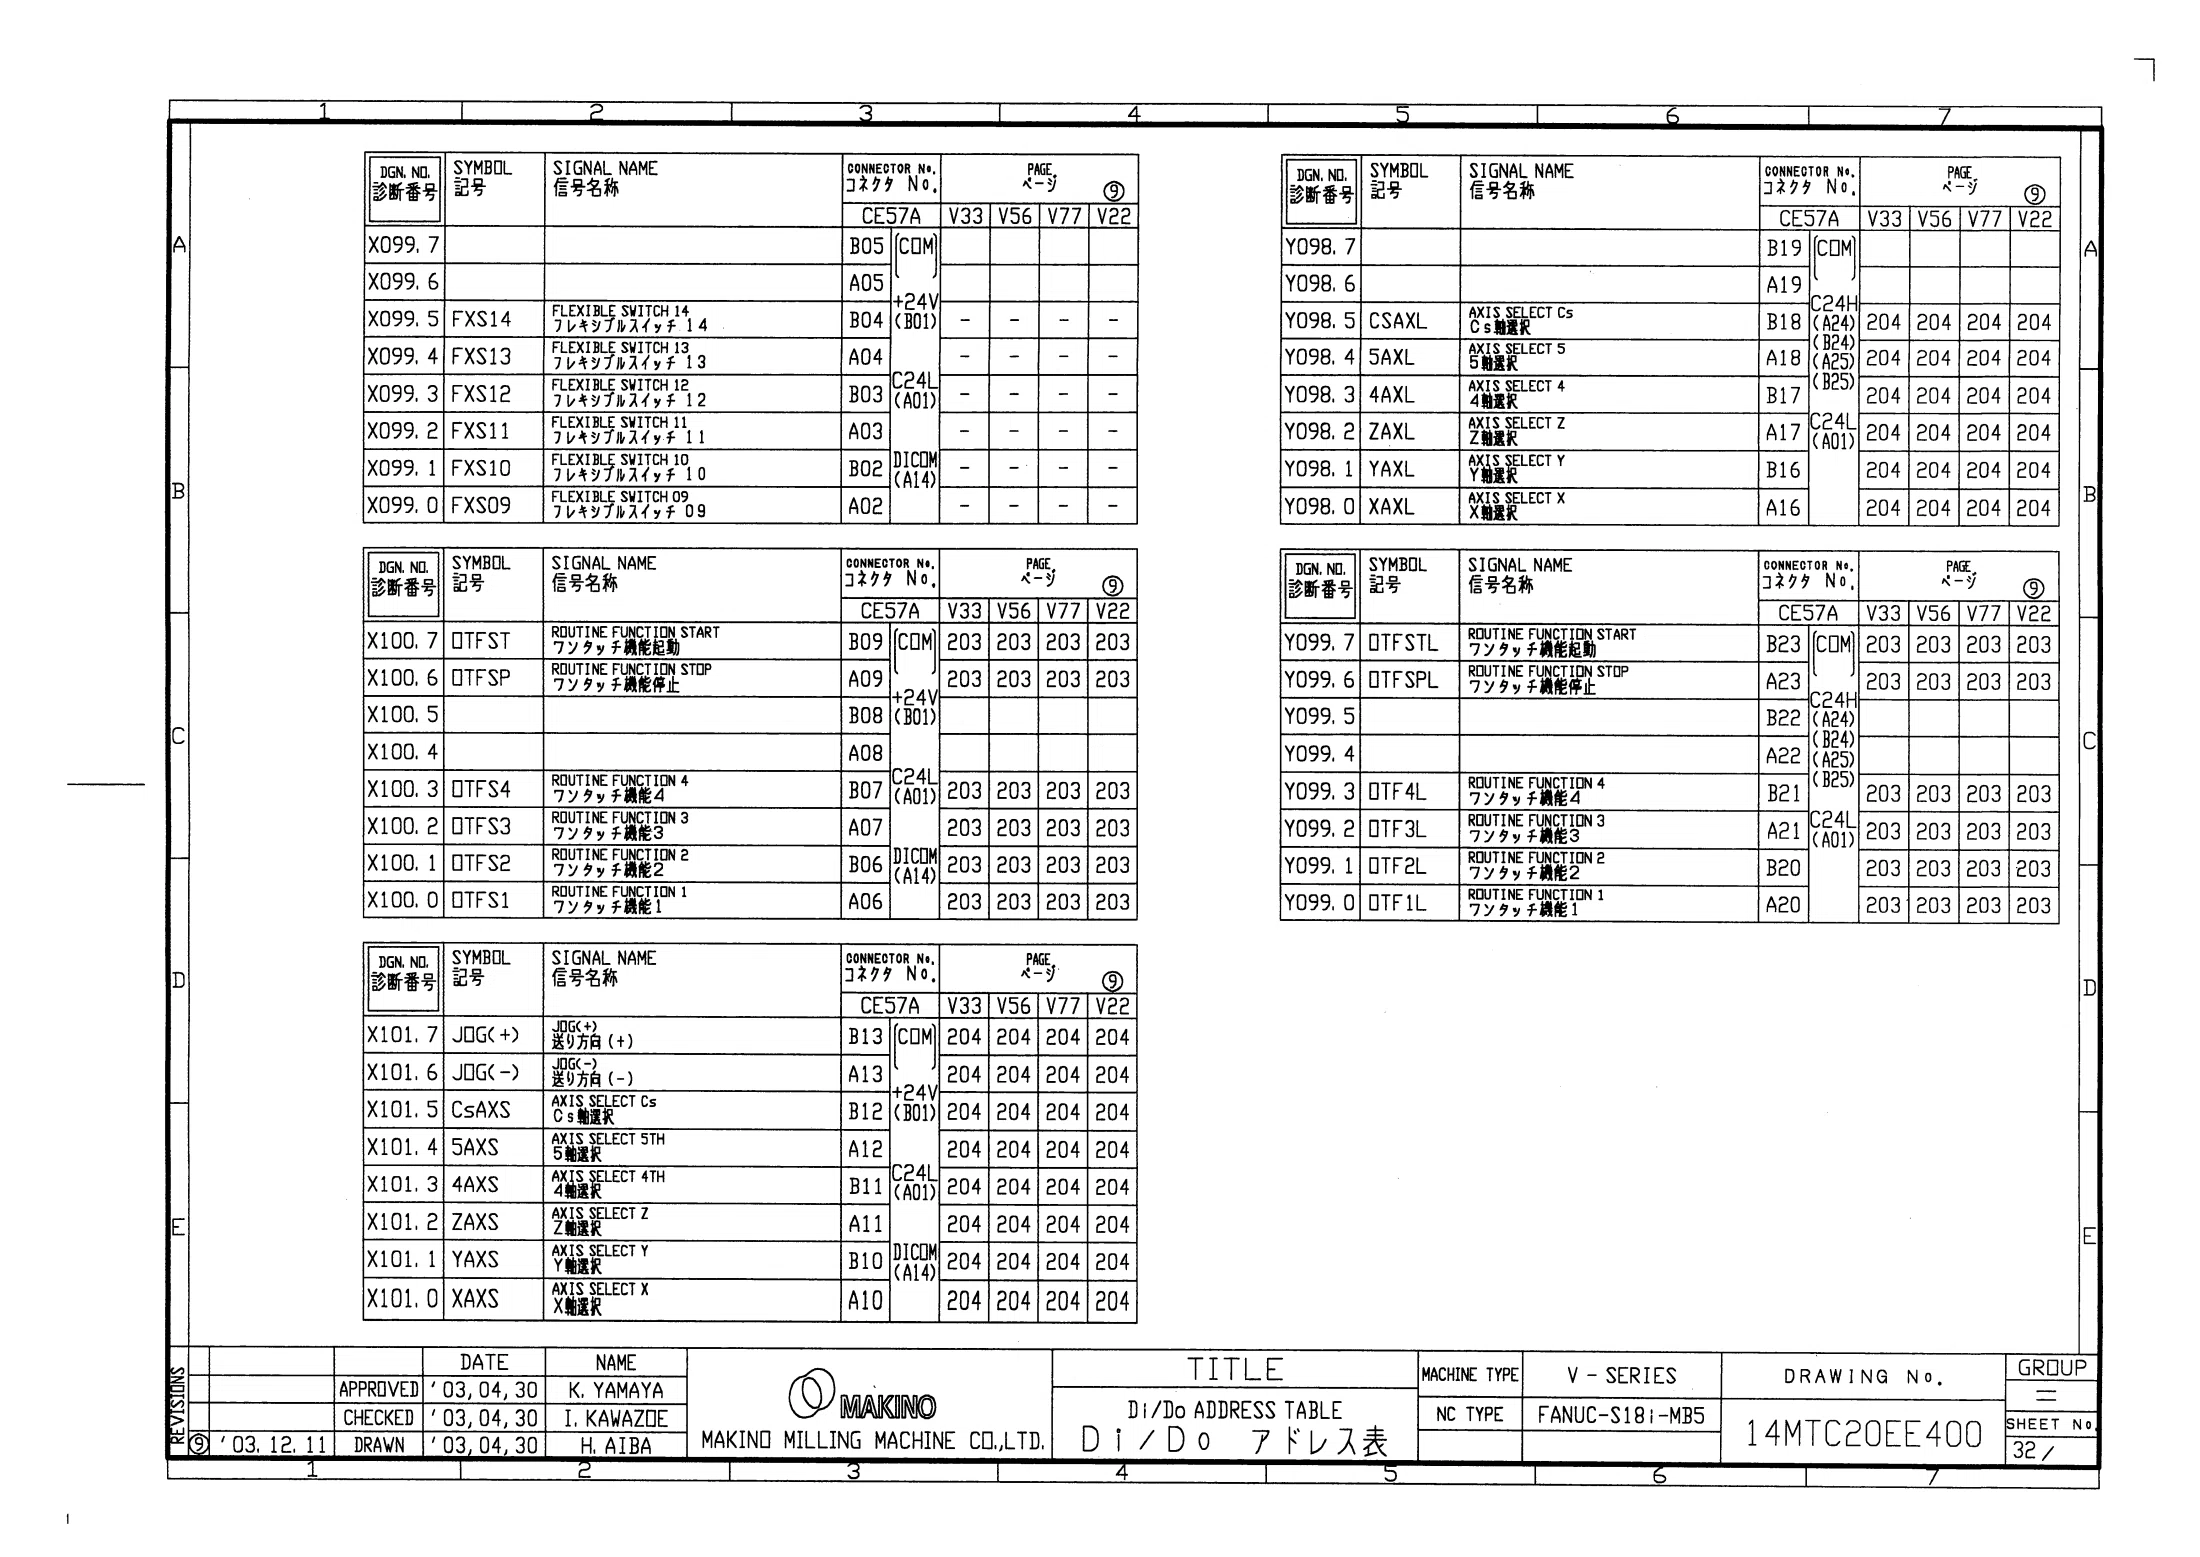 1 2 3 4 5 6 7
DGN. NO. SYMBOL SIGNAL NAME CONNECTOR No. PAGE
診断番号 記号 信号名称 コネクタ No. ページ ⑨
CE57A V33 V56 V77 V22
X099. 7 B05 (COM)
X099. 6 A05
+24V
X099. 5 FXS14 FLEXIBLE SWITCH 14 B04 (B01) - - - -
フレキシブルスイッチ 14
X099. 4 FXS13 FLEXIBLE SWITCH 13 A04 - - - -
フレキシブルスイッチ 13
X099. 3 FXS12 FLEXIBLE SWITCH 12 B03 C24L (A01) - - - -
フレキシブルスイッチ 12
X099. 2 FXS11 FLEXIBLE SWITCH 11 A03 - - - -
フレキシブルスイッチ 11
X099. 1 FXS10 FLEXIBLE SWITCH 10 B02 DICOM (A14) - - - -
フレキシブルスイッチ 10
X099. 0 FXS09 FLEXIBLE SWITCH 09 A02 - - - -
フレキシブルスイッチ 09
DGN. NO. SYMBOL SIGNAL NAME CONNECTOR No. PAGE
診断番号 記号 信号名称 コネクタ No. ページ ⑨
CE57A V33 V56 V77 V22
Y098. 7 B19 (COM)
Y098. 6 A19
C24H
Y098. 5 CSAXL AXIS SELECT Cs B18 (A24) 204 204 204 204
Cs軸選択
(B24)
Y098. 4 5AXL AXIS SELECT 5 A18 (A25) 204 204 204 204
5軸選択
(B25)
Y098. 3 4AXL AXIS SELECT 4 B17 204 204 204 204
4軸選択
Y098. 2 ZAXL AXIS SELECT Z A17 C24L (A01) 204 204 204 204
Z軸選択
Y098. 1 YAXL AXIS SELECT Y B16 204 204 204 204
Y軸選択
Y098. 0 XAXL AXIS SELECT X A16 204 204 204 204
X軸選択
DGN. NO. SYMBOL SIGNAL NAME CONNECTOR No. PAGE
診断番号 記号 信号名称 コネクタ No. ページ ⑨
CE57A V33 V56 V77 V22
X100. 7 OTFST ROUTINE FUNCTION START B09 (COM) 203 203 203 203
ワンタッチ機能起動
X100. 6 OTFSP ROUTINE FUNCTION STOP A09 203 203 203 203
ワンタッチ機能停止
+24V
X100. 5 B08 (B01)
X100. 4 A08
X100. 3 OTFS4 ROUTINE FUNCTION 4 B07 C24L (A01) 203 203 203 203
ワンタッチ機能4
X100. 2 OTFS3 ROUTINE FUNCTION 3 A07 203 203 203 203
ワンタッチ機能3
X100. 1 OTFS2 ROUTINE FUNCTION 2 B06 DICOM (A14) 203 203 203 203
ワンタッチ機能2
X100. 0 OTFS1 ROUTINE FUNCTION 1 A06 203 203 203 203
ワンタッチ機能1
DGN. NO. SYMBOL SIGNAL NAME CONNECTOR No. PAGE
診断番号 記号 信号名称 コネクタ No. ページ ⑨
CE57A V33 V56 V77 V22
Y099. 7 OTFSTL ROUTINE FUNCTION START B23 (COM) 203 203 203 203
ワンタッチ機能起動
Y099. 6 OTFSPL ROUTINE FUNCTION STOP A23 203 203 203 203
ワンタッチ機能停止
C24H
Y099. 5 B22 (A24)
(B24)
Y099. 4 A22 (A25)
(B25)
Y099. 3 OTF4L ROUTINE FUNCTION 4 B21 203 203 203 203
ワンタッチ機能4
Y099. 2 OTF3L ROUTINE FUNCTION 3 A21 C24L (A01) 203 203 203 203
ワンタッチ機能3
Y099. 1 OTF2L ROUTINE FUNCTION 2 B20 203 203 203 203
ワンタッチ機能2
Y099. 0 OTF1L ROUTINE FUNCTION 1 A20 203 203 203 203
ワンタッチ機能1
DGN. NO. SYMBOL SIGNAL NAME CONNECTOR No. PAGE
診断番号 記号 信号名称 コネクタ No. ページ ⑨
CE57A V33 V56 V77 V22
X101. 7 JOG(+) JOG(+) B13 (COM) 204 204 204 204
送り方向 (+)
X101. 6 JOG(-) JOG(-) A13 204 204 204 204
送り方向 (-)
+24V
X101. 5 CsAXS AXIS SELECT Cs B12 (B01) 204 204 204 204
Cs軸選択
X101. 4 5AXS AXIS SELECT 5TH A12 204 204 204 204
5軸選択
X101. 3 4AXS AXIS SELECT 4TH B11 C24L (A01) 204 204 204 204
4軸選択
X101. 2 ZAXS AXIS SELECT Z A11 204 204 204 204
Z軸選択
X101. 1 YAXS AXIS SELECT Y B10 DICOM (A14) 204 204 204 204
Y軸選択
X101. 0 XAXS AXIS SELECT X A10 204 204 204 204
X軸選択
A A
B B
C C
D D
E E
REVISIONS
DATE NAME
APPROVED '03,04,30 K. YAMAYA
CHECKED '03,04,30 I. KAWAZOE
⑨ '03. 12. 11 DRAWN '03,04,30 H. AIBA
MAKINO
MAKINO MILLING MACHINE CO.,LTD.
TITLE
Di/Do ADDRESS TABLE
Di/Do アドレス表
MACHINE TYPE V - SERIES
NC TYPE FANUC-S18i-MB5
DRAWING No.
14MTC20EE400
GROUP
=
SHEET No.
32 /
1 2 3 4 5 6 7